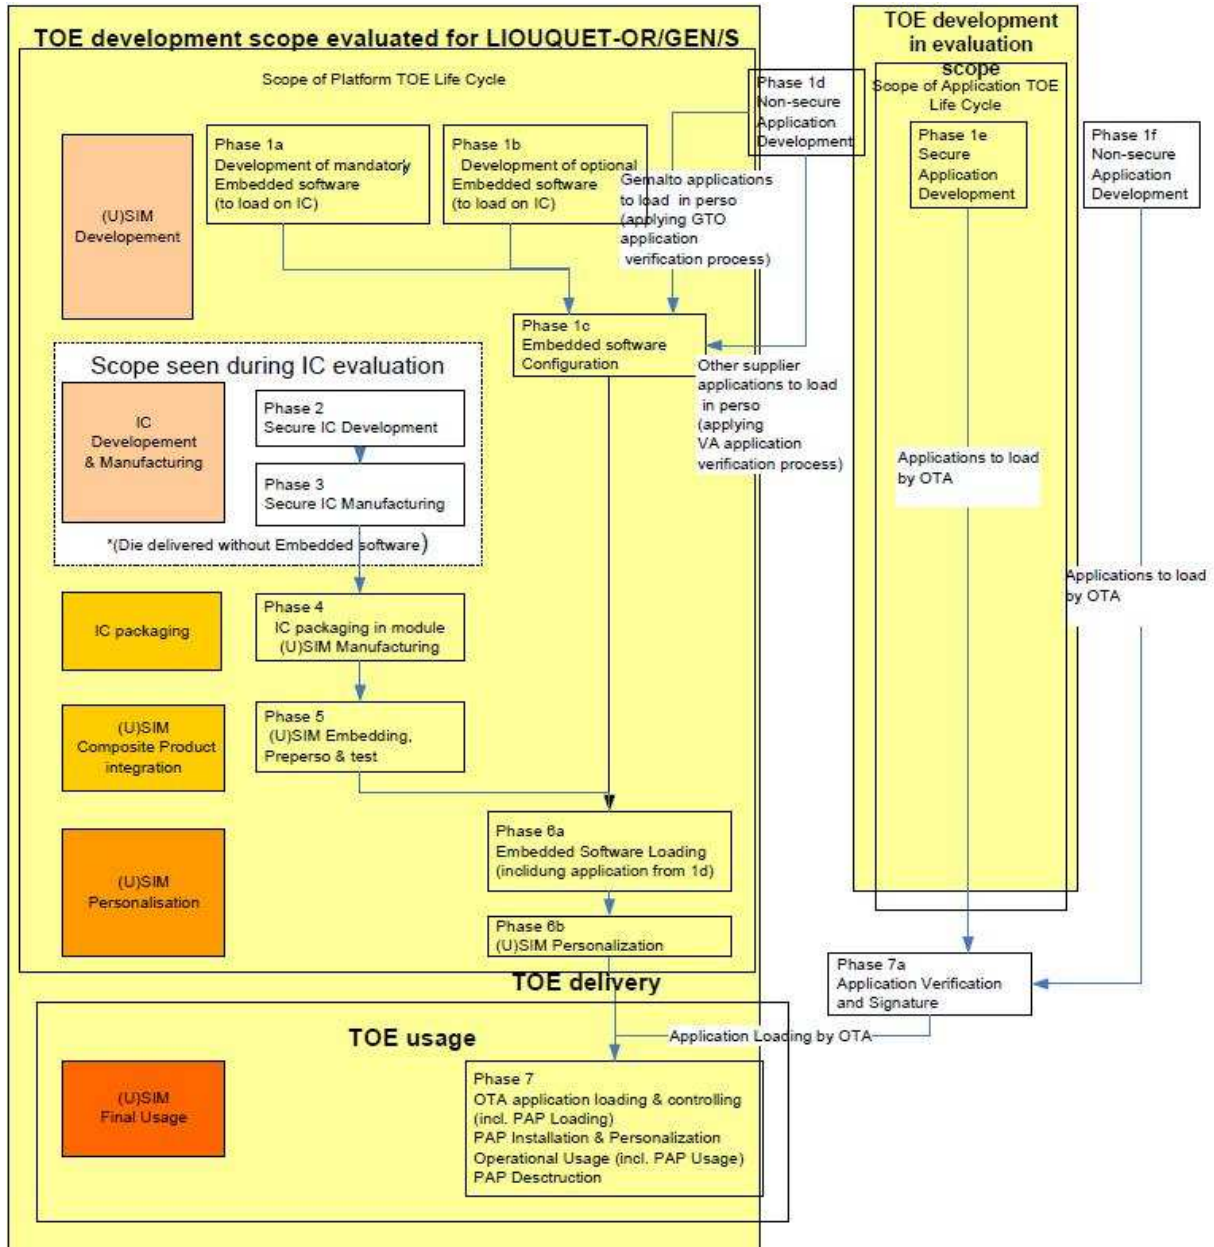 TOE development scope evaluated for LIOUQUET-OR/GEN/S
Scope of Platform TOE Life Cycle
TOE development
in evaluation
scope
Scope of Application TOE
Life Cycle
(U)SIM
Developement
Phase 1a
Development of mandatory
Embedded software
(to load on IC)
Phase 1b
Development of optional
Embedded software
(to load on IC)
Phase 1d
Non-secure
Application
Development
Phase 1e
Secure
Application
Development
Phase 1f
Non-secure
Application
Development
Gemalto applications
to load in perso
(applying GTO
application
verification process)
Phase 1c
Embedded software
Configuration
Other supplier
applications to load
in perso
(applying
VA application
verification process)
Scope seen during IC evaluation
IC
Developement
& Manufacturing
Phase 2
Secure IC Development
Phase 3
Secure IC Manufacturing
*(Die delivered without Embedded software)
Applications to load
by OTA
Applications to load
by OTA
IC packaging
Phase 4
IC packaging in module
(U)SIM Manufacturing
(U)SIM
Composite Product
integration
Phase 5
(U)SIM Embedding,
Preperso & test
(U)SIM
Personalisation
Phase 6a
Embedded Software Loading
(inclidung application from 1d)
Phase 6b
(U)SIM Personalization
TOE delivery
Phase 7a
Application Verification
and Signature
TOE usage
Application Loading by OTA
(U)SIM
Final Usage
Phase 7
OTA application loading & controlling
(incl. PAP Loading)
PAP Installation & Personalization
Operational Usage (incl. PAP Usage)
PAP Desctruction